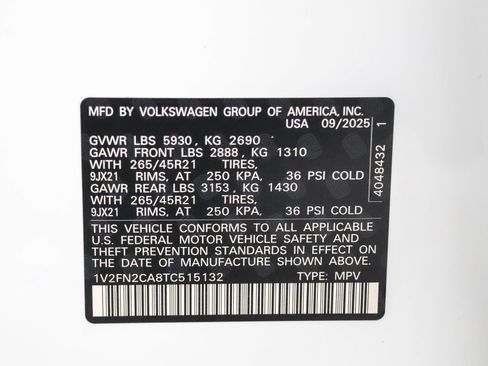 MFD BY VOLKSWAGEN GROUP OF AMERICA, INC.
USA 09/2025
GVWR LBS 5930, KG 2690
GAWR FRONT LBS 2888, KG 1310
WITH 265/45R21 TIRES,
9JX21 RIMS, AT 250 KPA, 36 PSI COLD
GAWR REAR LBS 3153, KG 1430
WITH 265/45R21 TIRES,
9JX21 RIMS, AT 250 KPA, 36 PSI COLD
THIS VEHICLE CONFORMS TO ALL APPLICABLE
U.S. FEDERAL MOTOR VEHICLE SAFETY AND
THEFT PREVENTION STANDARDS IN EFFECT ON
THE DATE OF MANUFACTURE SHOWN ABOVE.
1V2FN2CA8TC515132 TYPE: MPV
4048432 1